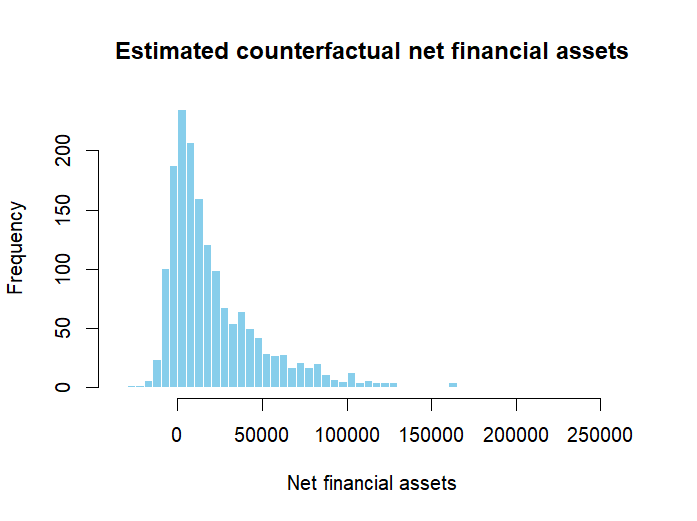 Estimated counterfactual net financial assets
Frequency
200
150
100
50
0
0 50000 100000 150000 200000 250000
Net financial assets